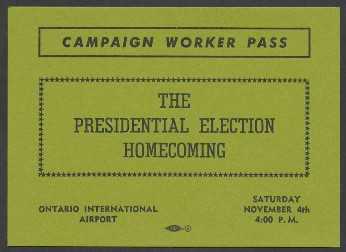 CAMPAIGN WORKER PASS
THE
PRESIDENTIAL ELECTION
HOMECOMING
ONTARIO INTERNATIONAL
AIRPORT
SATURDAY
NOVEMBER 4th
4:00 P. M.